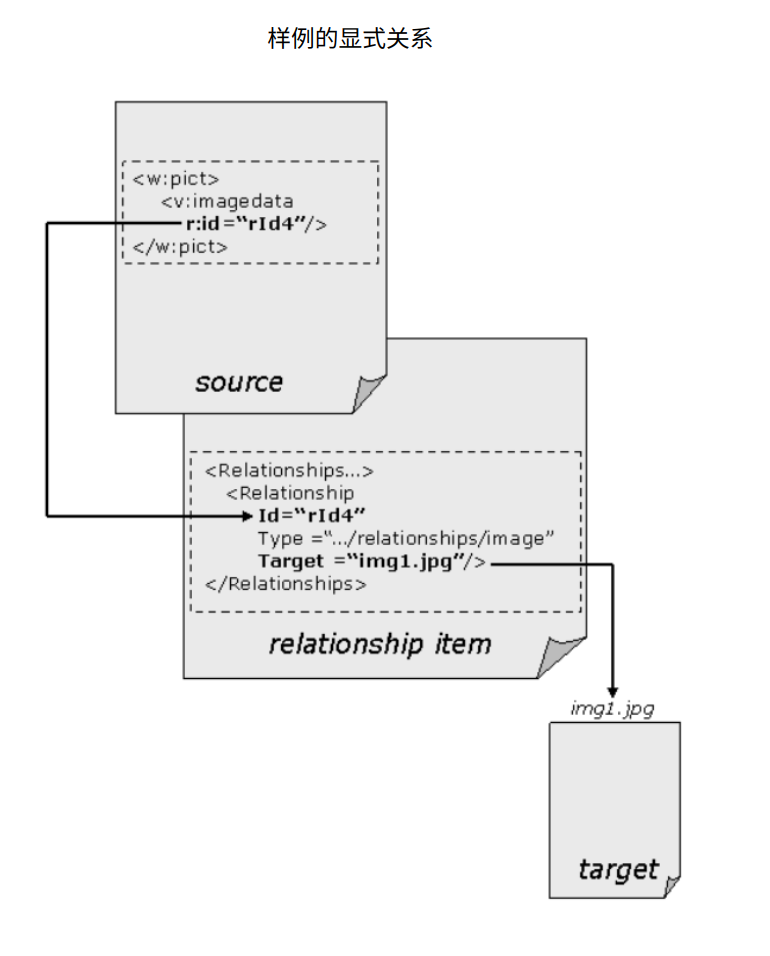 样例的显式关系
<w:pict>
<v:imagedata
r:id=“rId4”/>
</w:pict>
source
<Relationships...>
<Relationship
Id=“rId4”
Type =“.../relationships/image”
Target =“img1.jpg”/>
</Relationships>
relationship item
img1.jpg
target